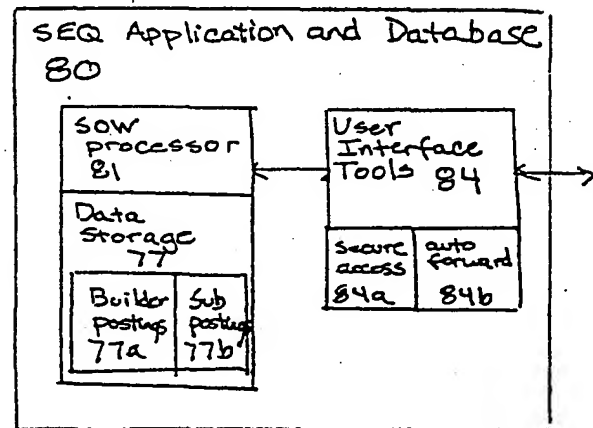 SEQ Application and Database
80
SOW
processor
81
Data
Storage
77
Builder
postings
77a
Sub
postings
77b
User
Interface
Tools 84
secure
access
84a
auto
forward
84b